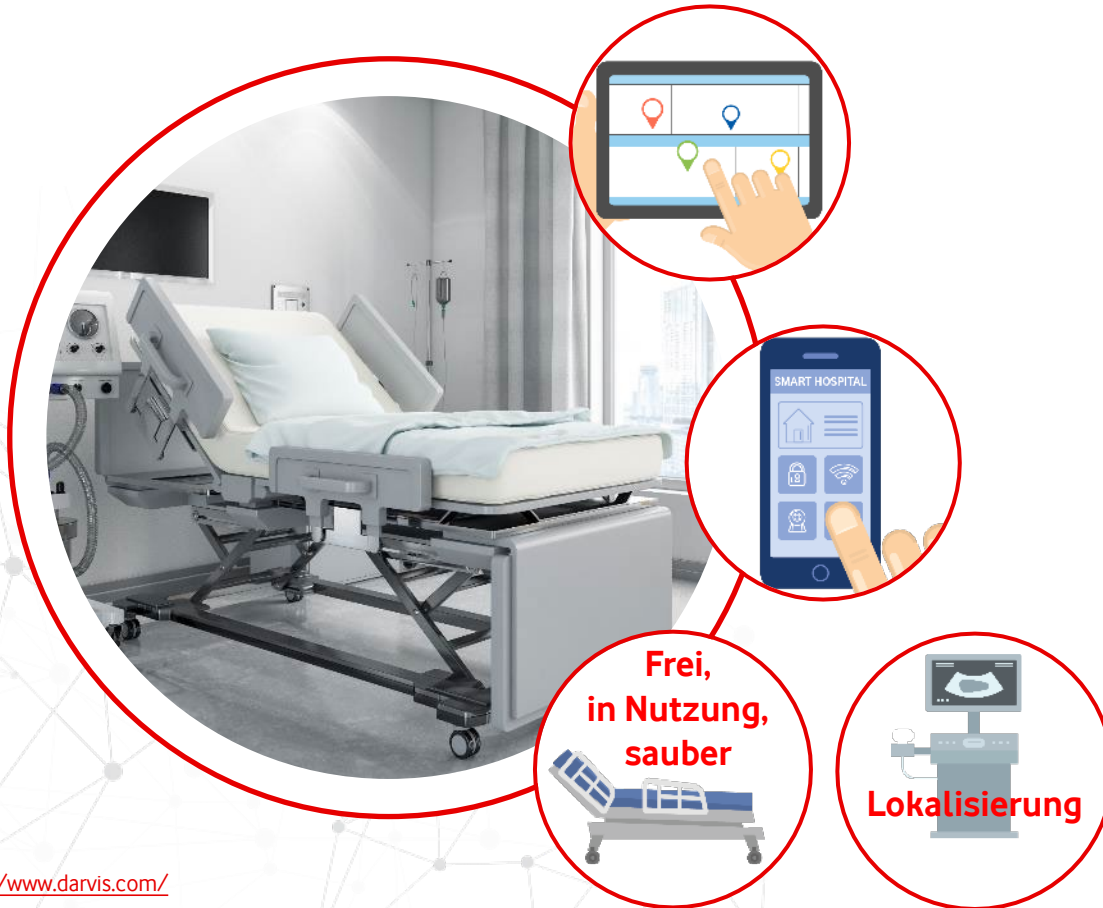 SMART HOSPITAL
Frei,
in Nutzung,
sauber
Lokalisierung
/www.darvis.com/